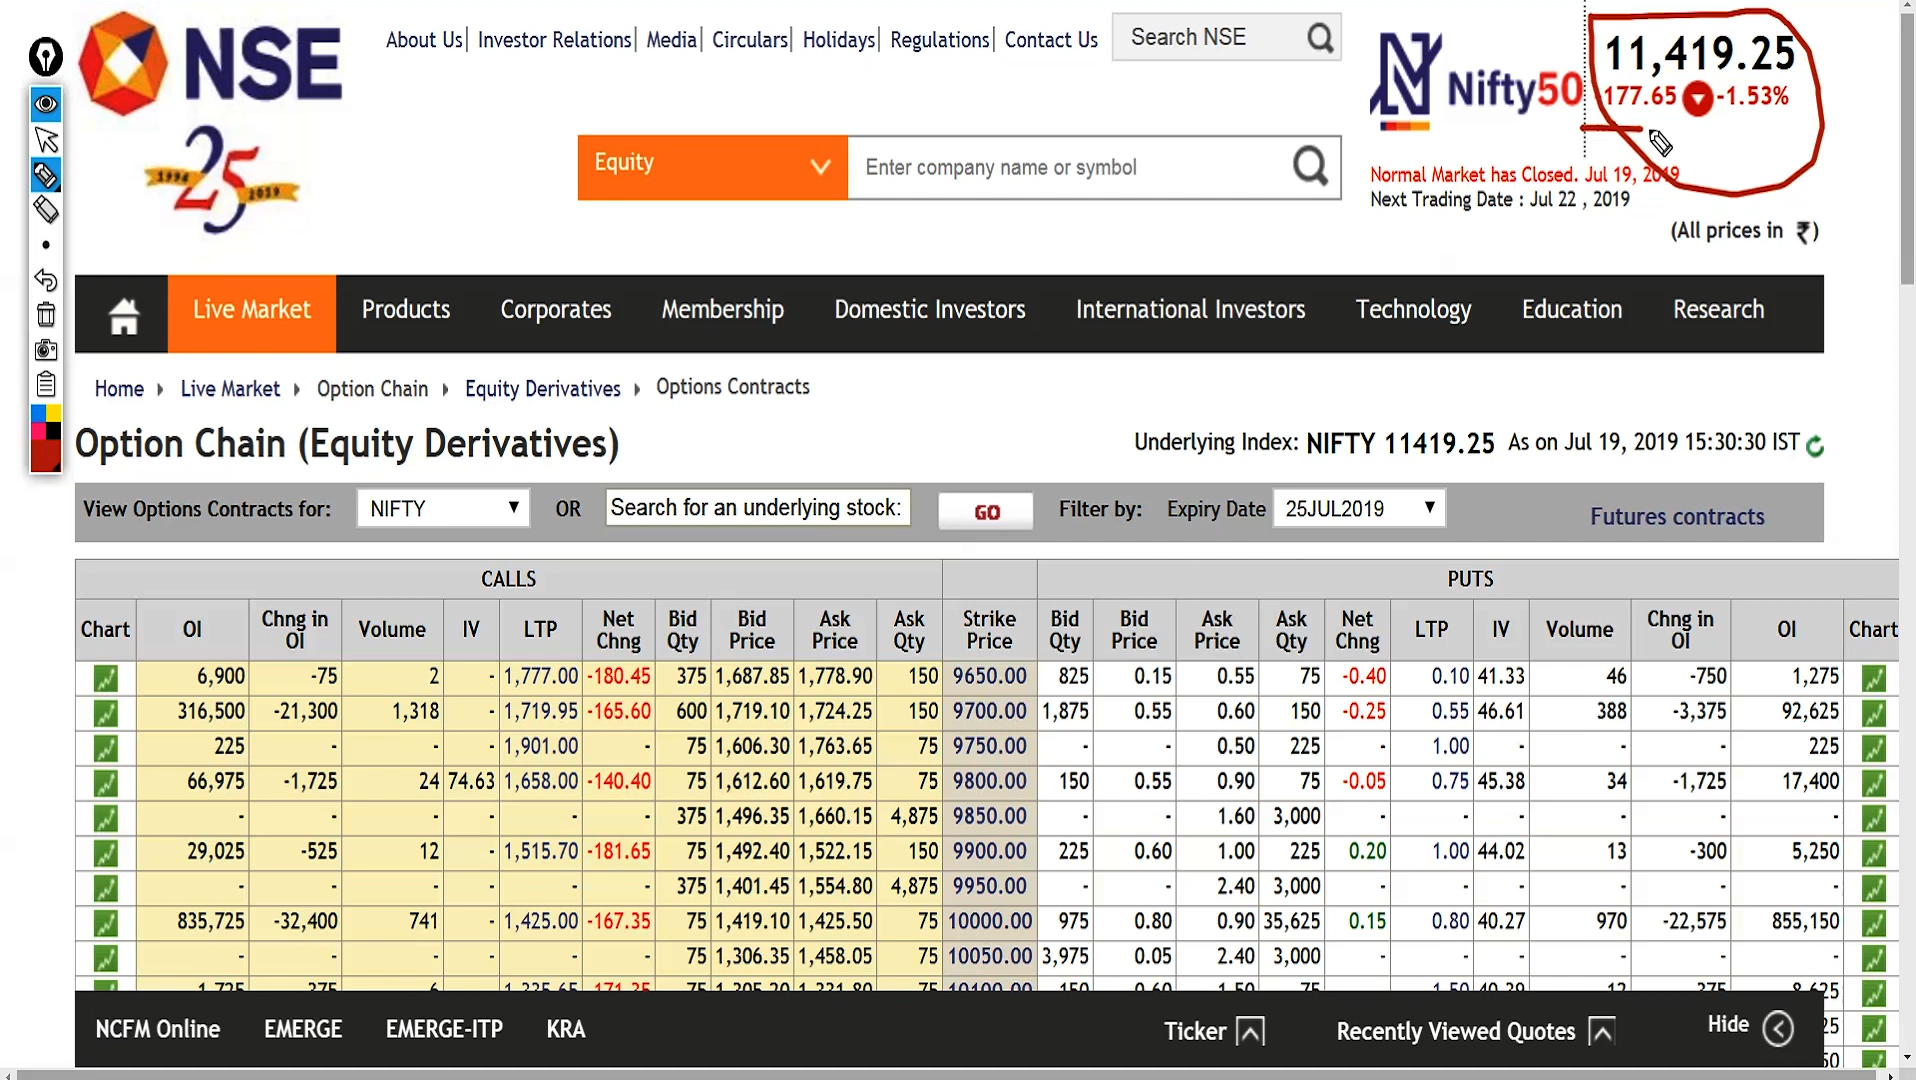 NSE
1994 25 2019
About Us| Investor Relations| Media| Circulars| Holidays| Regulations| Contact Us
Search NSE
Equity
Enter company name or symbol
Nifty50
11,419.25
177.65 -1.53%
Normal Market has Closed. Jul 19, 2019
Next Trading Date : Jul 22 , 2019
(All prices in ₹)
Live Market Products Corporates Membership Domestic Investors International Investors Technology Education Research
Home Live Market Option Chain Equity Derivatives Options Contracts
Option Chain (Equity Derivatives)
Underlying Index: NIFTY 11419.25 As on Jul 19, 2019 15:30:30 IST
View Options Contracts for: NIFTY OR Search for an underlying stock: GO Filter by: Expiry Date 25JUL2019 Futures contracts
CALLS PUTS
Chart OI Chng in OI Volume IV LTP Net Chng Bid Qty Bid Price Ask Price Ask Qty Strike Price Bid Qty Bid Price Ask Price Ask Qty Net Chng LTP IV Volume Chng in OI OI Chart
6,900 -75 2 - 1,777.00 -180.45 375 1,687.85 1,778.90 150 9650.00 825 0.15 0.55 75 -0.40 0.10 41.33 46 -750 1,275
316,500 -21,300 1,318 - 1,719.95 -165.60 600 1,719.10 1,724.25 150 9700.00 1,875 0.55 0.60 150 -0.25 0.55 46.61 388 -3,375 92,625
225 - - - 1,901.00 - 75 1,606.30 1,763.65 75 9750.00 - - 0.50 225 - 1.00 - - - 225
66,975 -1,725 24 74.63 1,658.00 -140.40 75 1,612.60 1,619.75 75 9800.00 150 0.55 0.90 75 -0.05 0.75 45.38 34 -1,725 17,400
- - - - - - 375 1,496.35 1,660.15 4,875 9850.00 - - 1.60 3,000 - - - - - -
29,025 -525 12 - 1,515.70 -181.65 75 1,492.40 1,522.15 150 9900.00 225 0.60 1.00 225 0.20 1.00 44.02 13 -300 5,250
- - - - - - 375 1,401.45 1,554.80 4,875 9950.00 - - 2.40 3,000 - - - - - -
835,725 -32,400 741 - 1,425.00 -167.35 75 1,419.10 1,425.50 75 10000.00 975 0.80 0.90 35,625 0.15 0.80 40.27 970 -22,575 855,150
- - - - - - 75 1,306.35 1,458.05 75 10050.00 3,975 0.05 2.40 3,000 - - - - - -
NCFM Online EMERGE EMERGE-ITP KRA Ticker Recently Viewed Quotes Hide